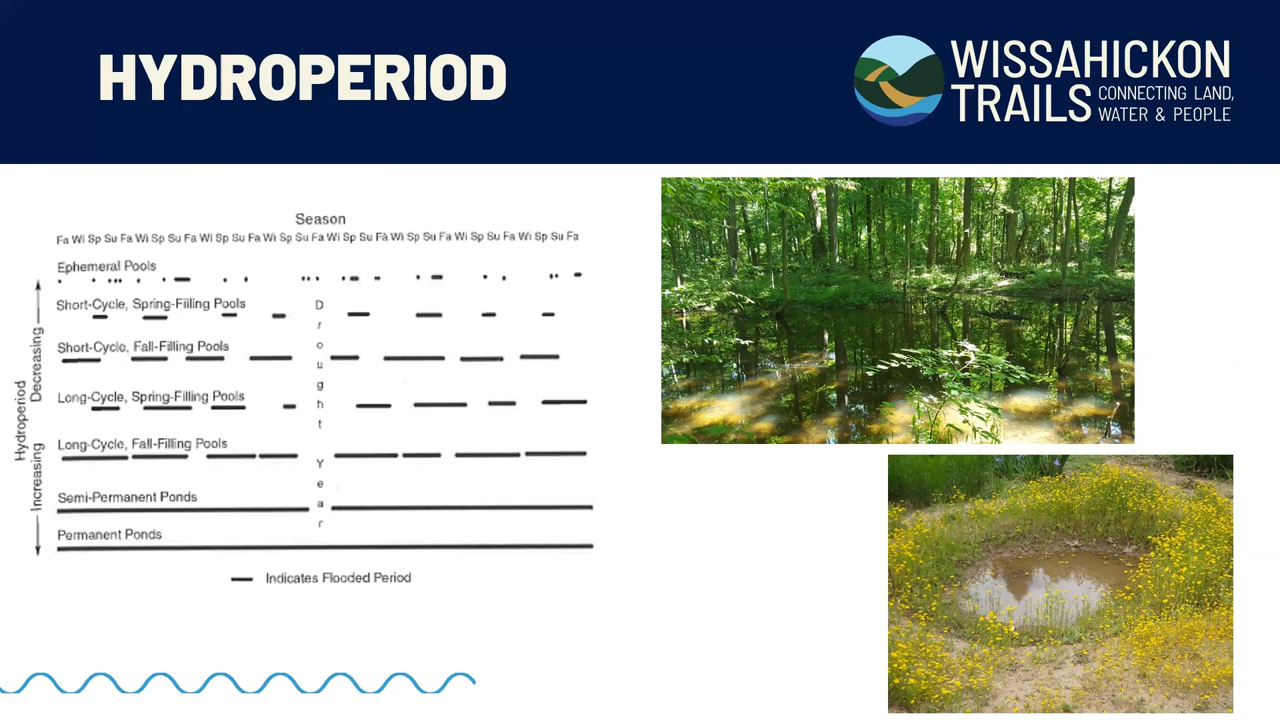 HYDROPERIOD
WISSAHICKON
TRAILS CONNECTING LAND,
WATER & PEOPLE
Season
Fa Wi Sp Su Fa Wi Sp Su Fa Wi Sp Su Fa Wi Sp Su Fa Wi Sp Su Fa Wi Sp Su Fa Wi Sp Su Fa Wi Sp Su Fa
Ephemeral Pools
Short-Cycle, Spring-Filling Pools
Short-Cycle, Fall-Filling Pools
Long-Cycle, Spring-Filling Pools
Long-Cycle, Fall-Filling Pools
Semi-Permanent Ponds
Permanent Ponds
Drought Year
Hydroperiod
Increasing
Decreasing
Indicates Flooded Period